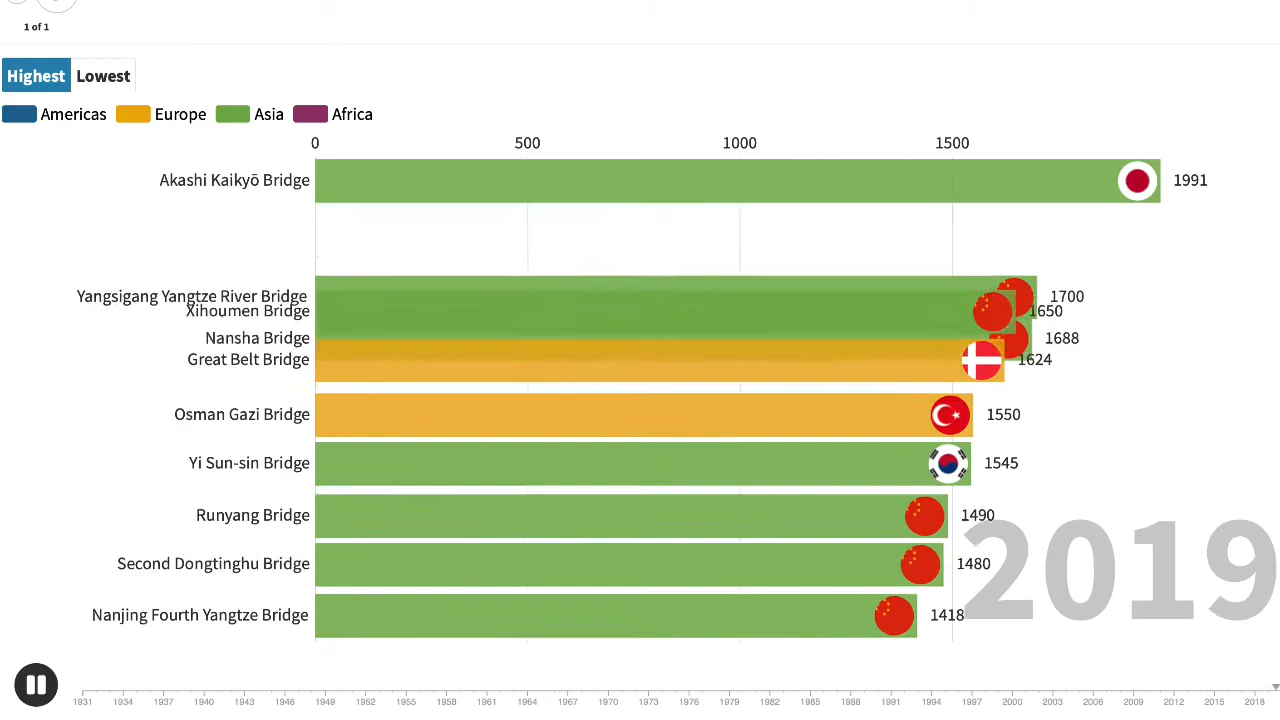 1 of 1
Highest Lowest
Americas Europe Asia Africa
0 500 1000 1500
Akashi Kaikyō Bridge 1991
Yangsigang Yangtze River Bridge 1700
Xihoumen Bridge 1650
Nansha Bridge 1688
Great Belt Bridge 1624
Osman Gazi Bridge 1550
Yi Sun-sin Bridge 1545
Runyang Bridge 1490
Second Dongtinghu Bridge 1480
2019
Nanjing Fourth Yangtze Bridge 1418
1931 1934 1937 1940 1943 1946 1949 1952 1955 1958 1961 1964 1967 1970 1973 1976 1979 1982 1985 1988 1991 1994 1997 2000 2003 2006 2009 2012 2015 2018